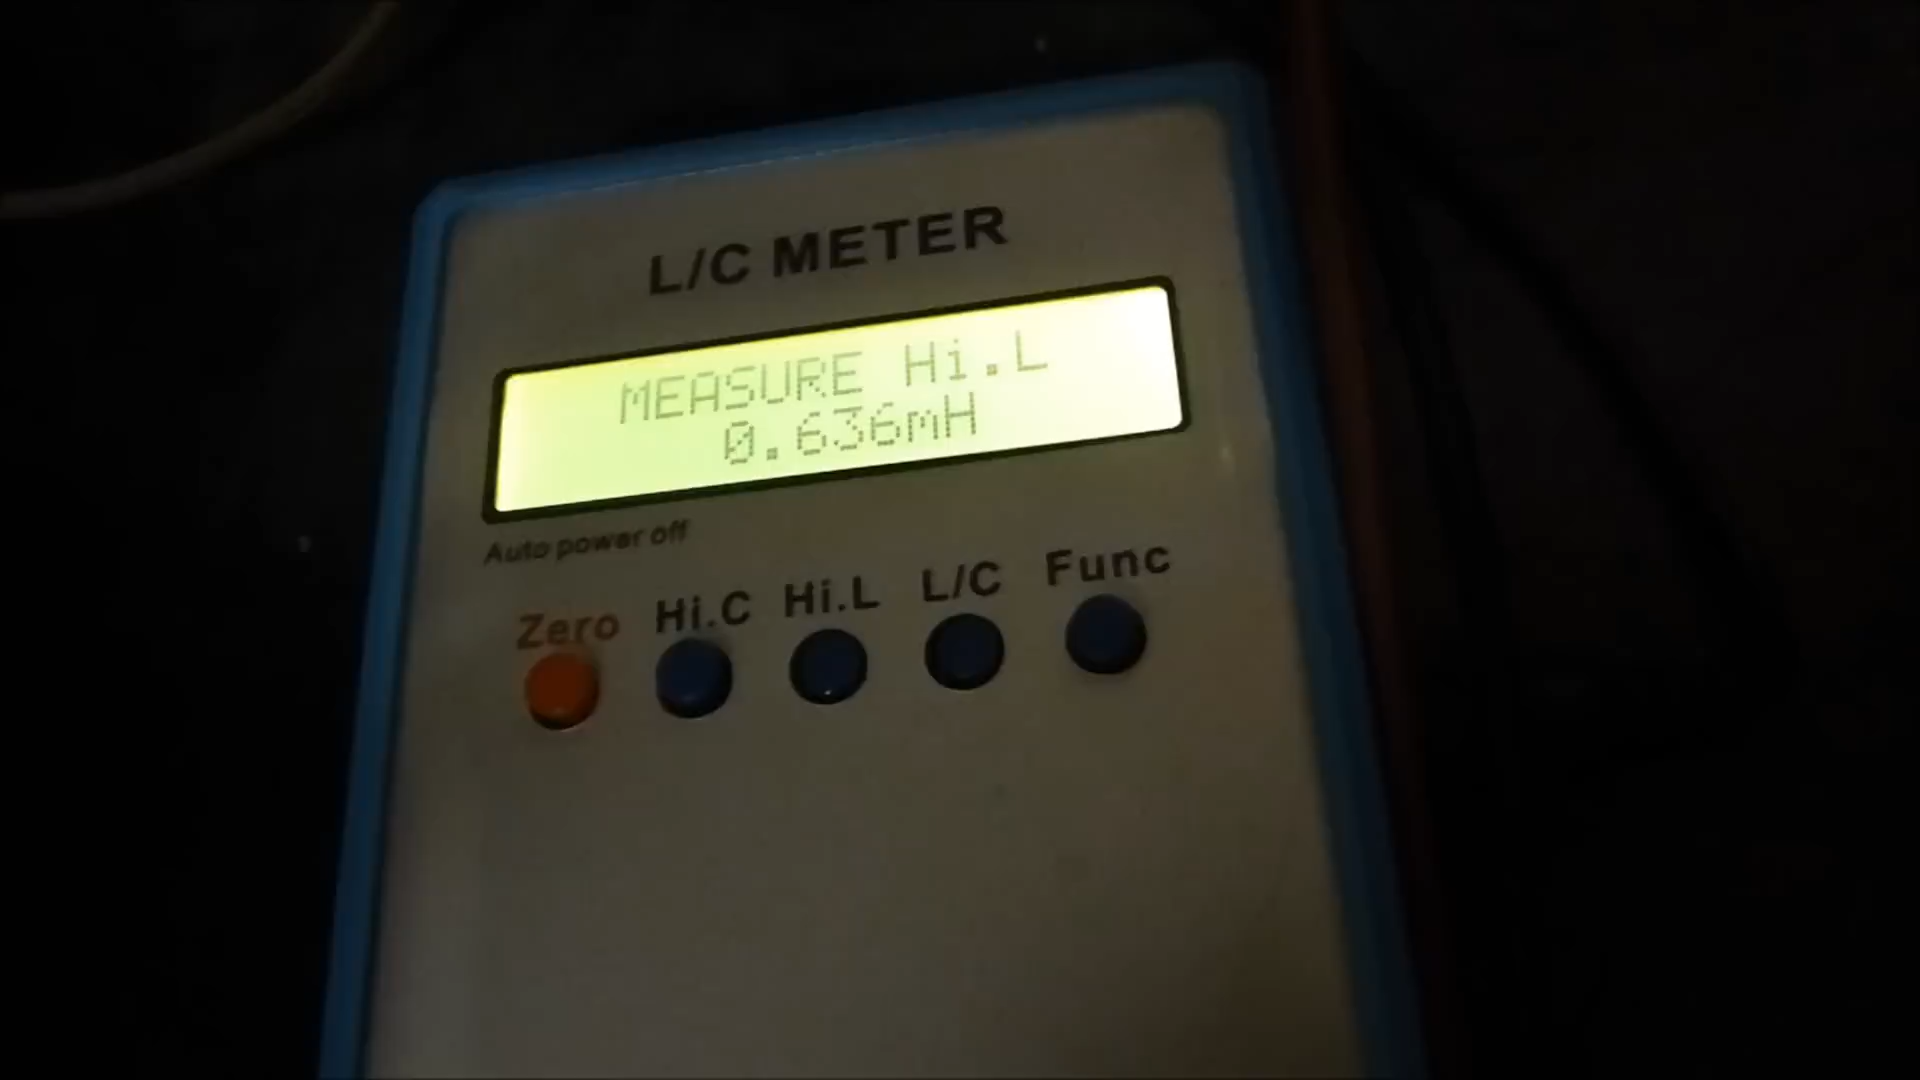 L/C METER
MEASURE Hi.L
0.636mH
Auto power off
Zero Hi.C Hi.L L/C Func